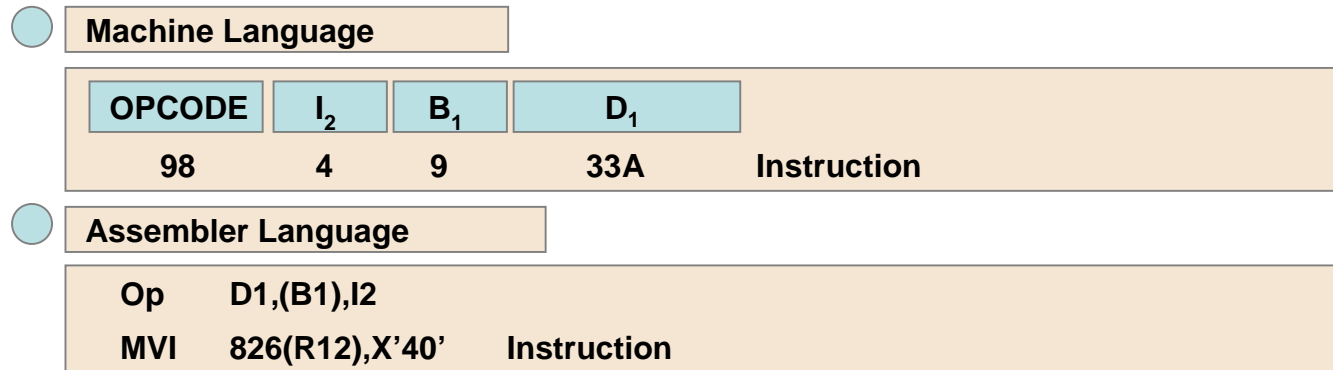 Machine Language
OPCODE I₂ B₁ D₁
98 4 9 33A Instruction
Assembler Language
Op D1,(B1),I2
MVI 826(R12),X’40’ Instruction